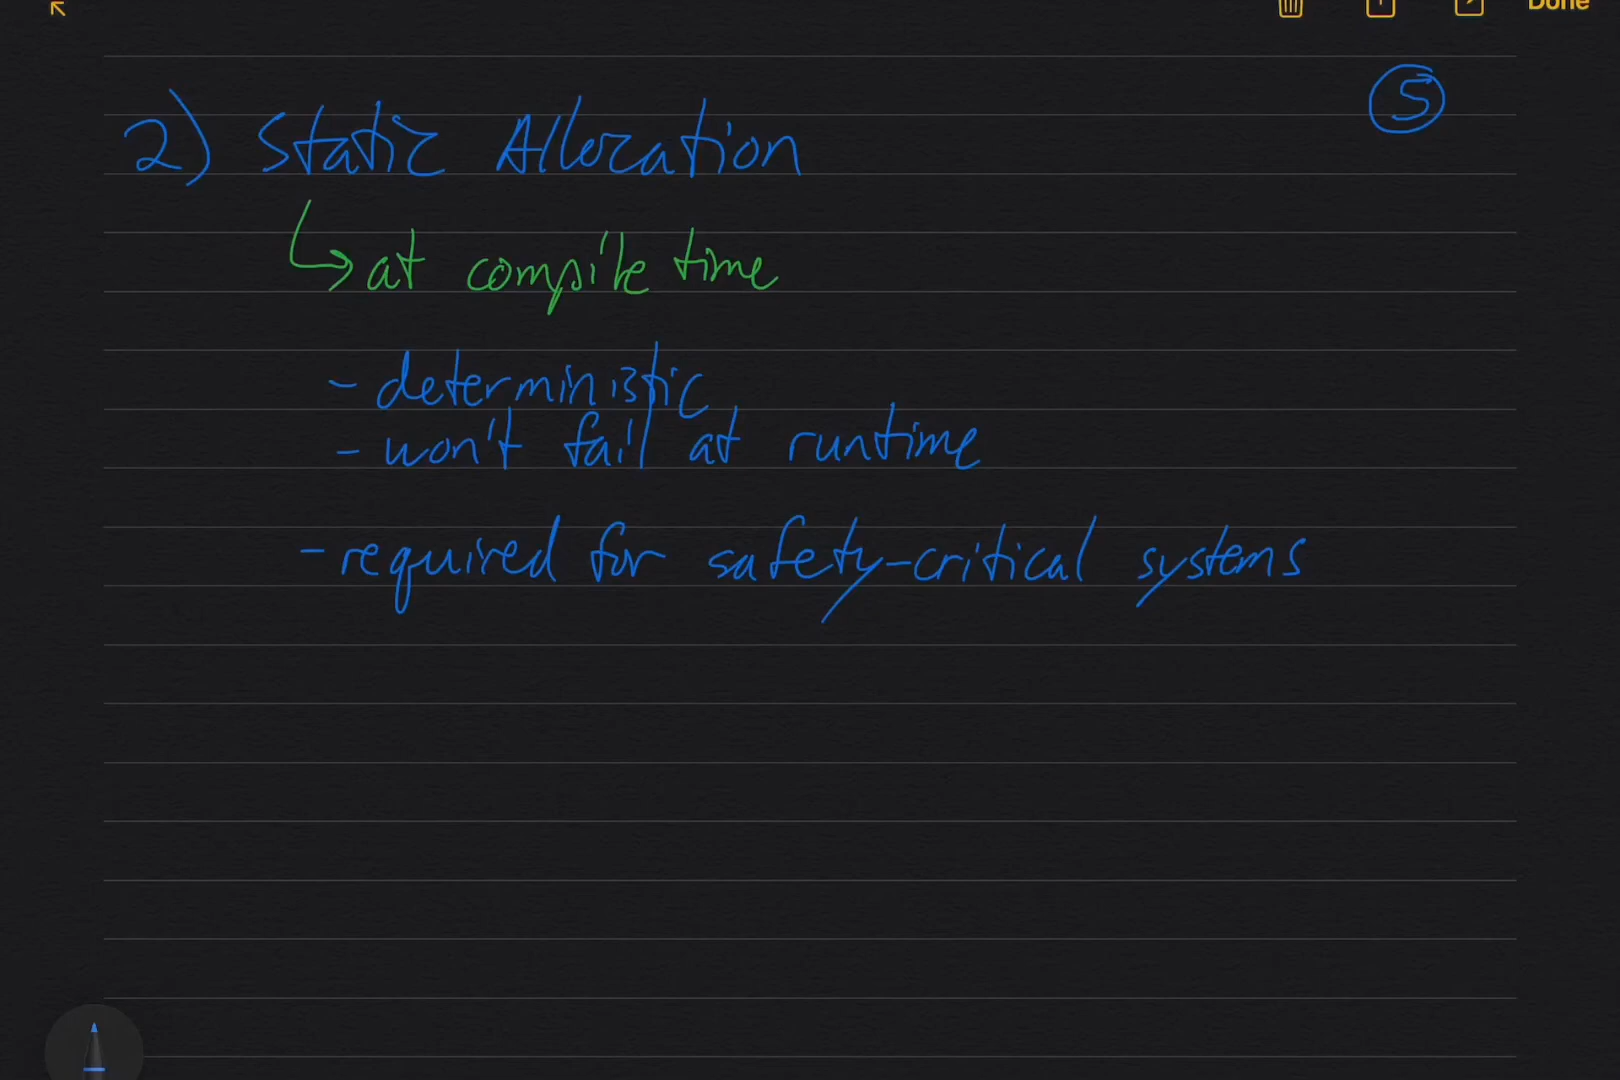 Done
5
2) Static Allocation
↳ at compile time
- deterministic
- won't fail at runtime
- required for safety-critical systems